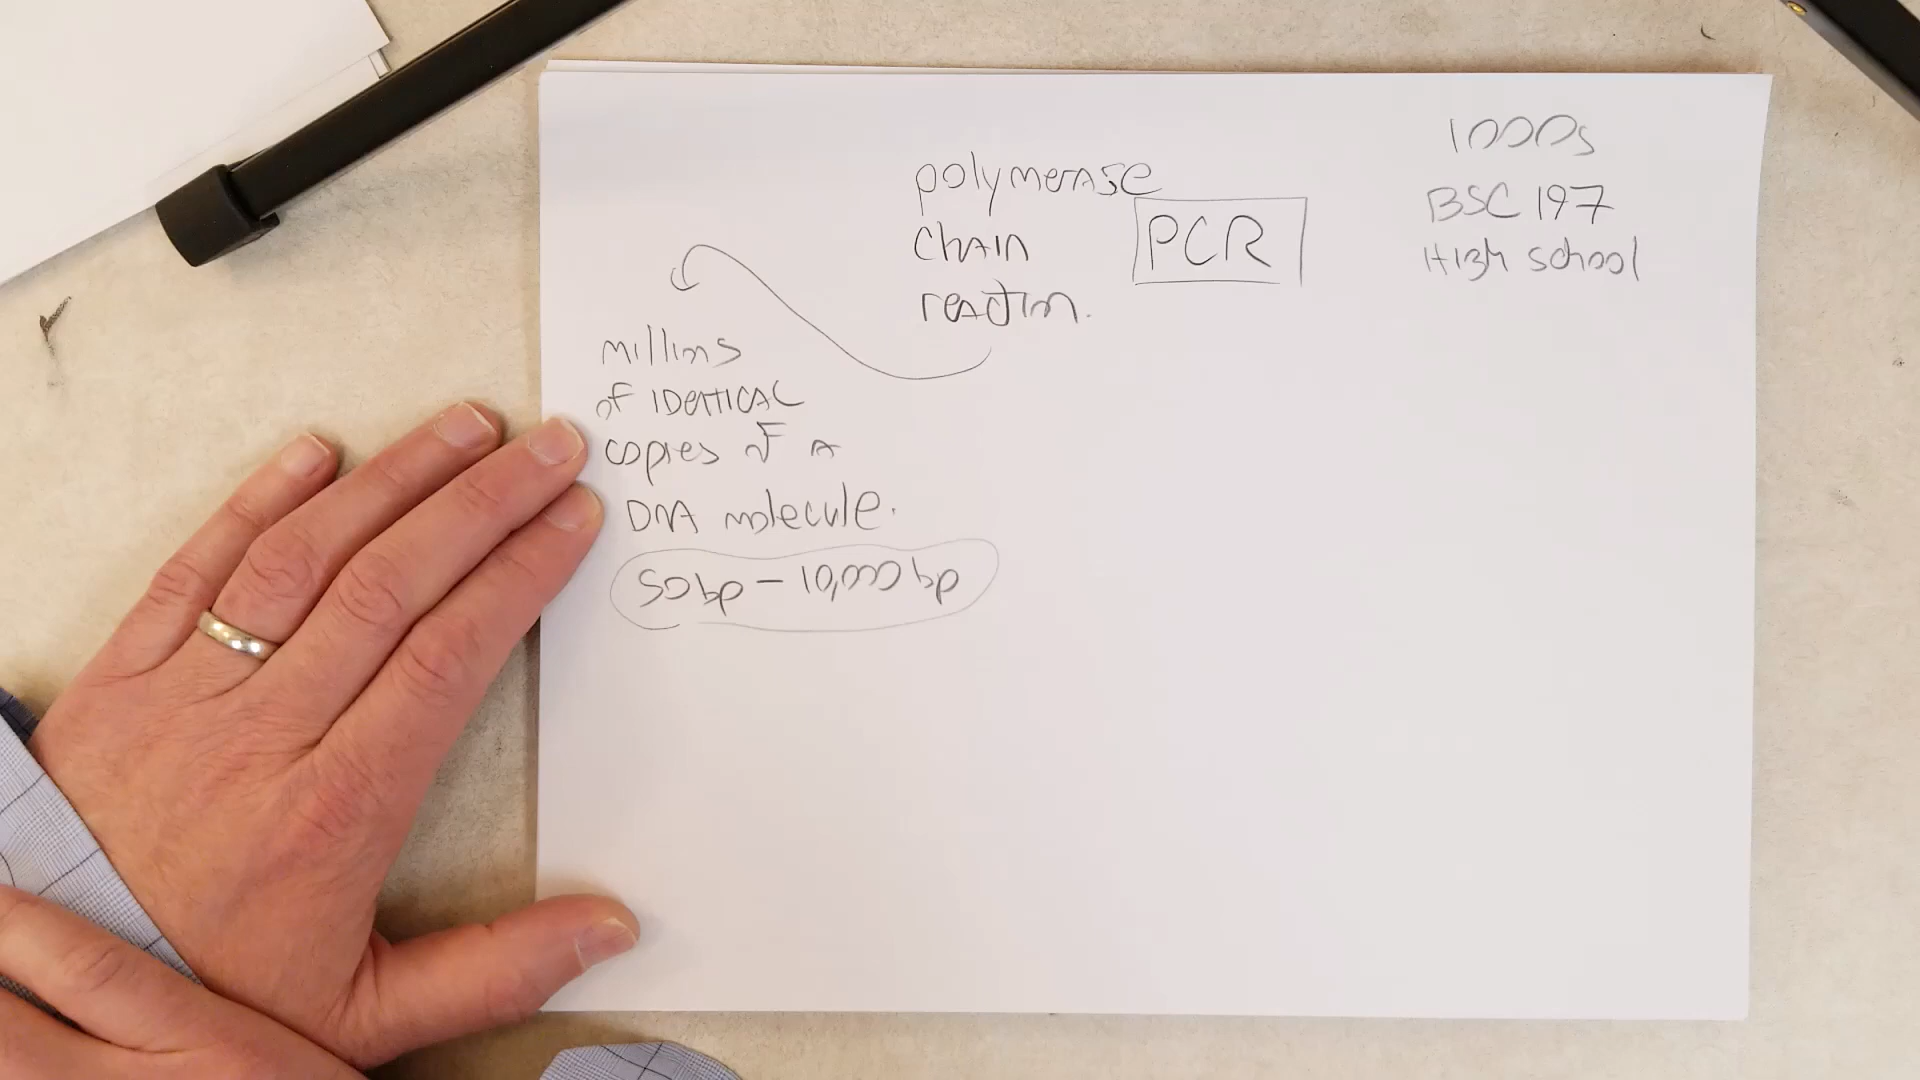 polymerase
chain
reaction.
PCR
1000s
BSC 197
High school
millions
of IDenTICAL
copies of A
DNA molecule.
50bp - 10,000 bp